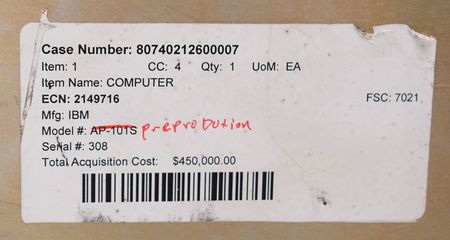 Case Number: 80740212600007
Item: 1 CC: 4 Qty: 1 UoM: EA
Item Name: COMPUTER
ECN: 2149716
FSC: 7021
Mfg: IBM
Model #: AP-101S preprodution
Serial #: 308
Total Acquisition Cost: $450,000.00